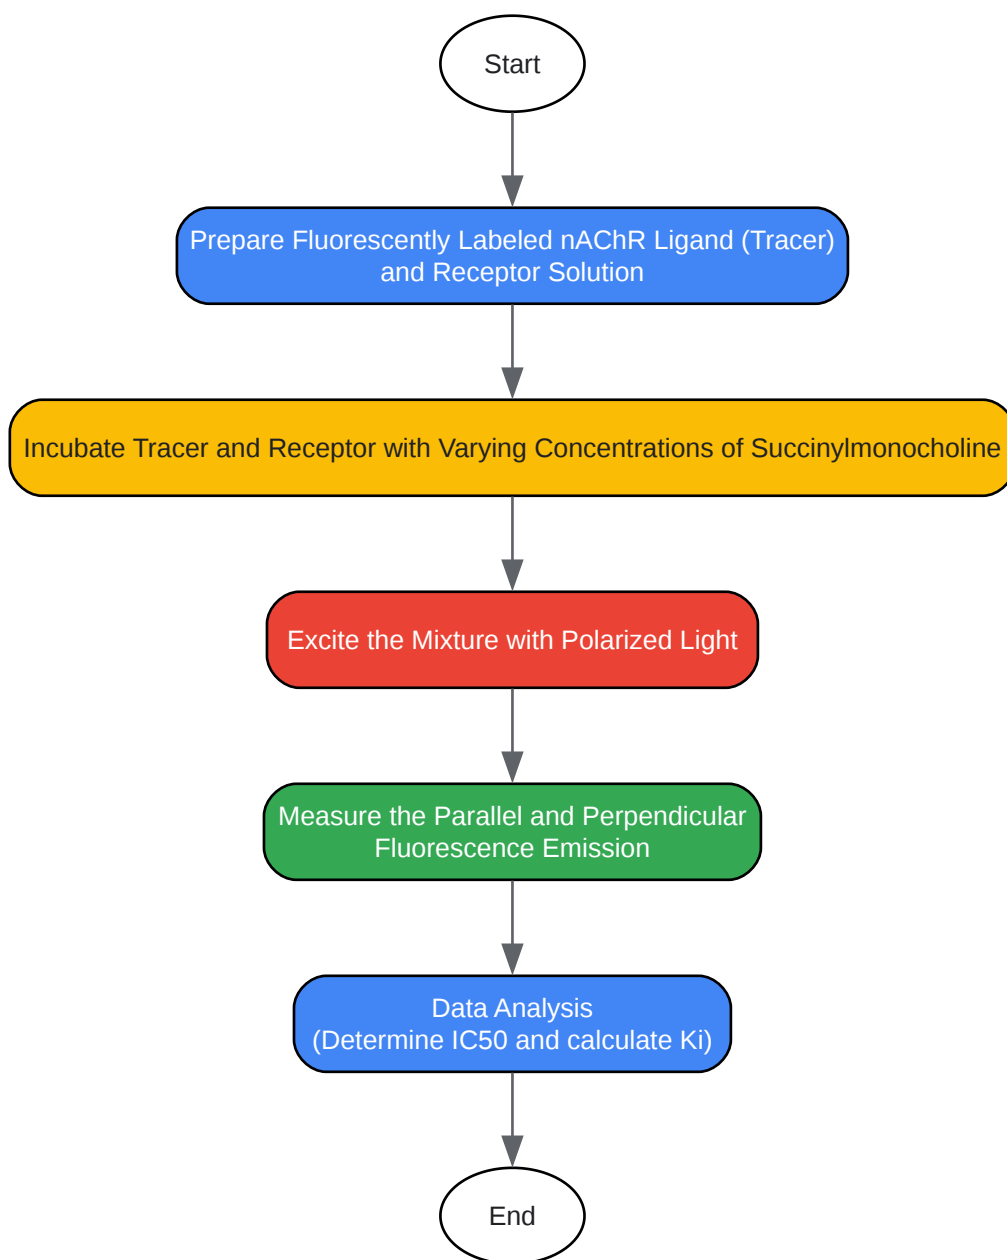 Start
Prepare Fluorescently Labeled nAChR Ligand (Tracer)
and Receptor Solution
Incubate Tracer and Receptor with Varying Concentrations of Succinylmonocholine
Excite the Mixture with Polarized Light
Measure the Parallel and Perpendicular
Fluorescence Emission
Data Analysis
(Determine IC50 and calculate Ki)
End